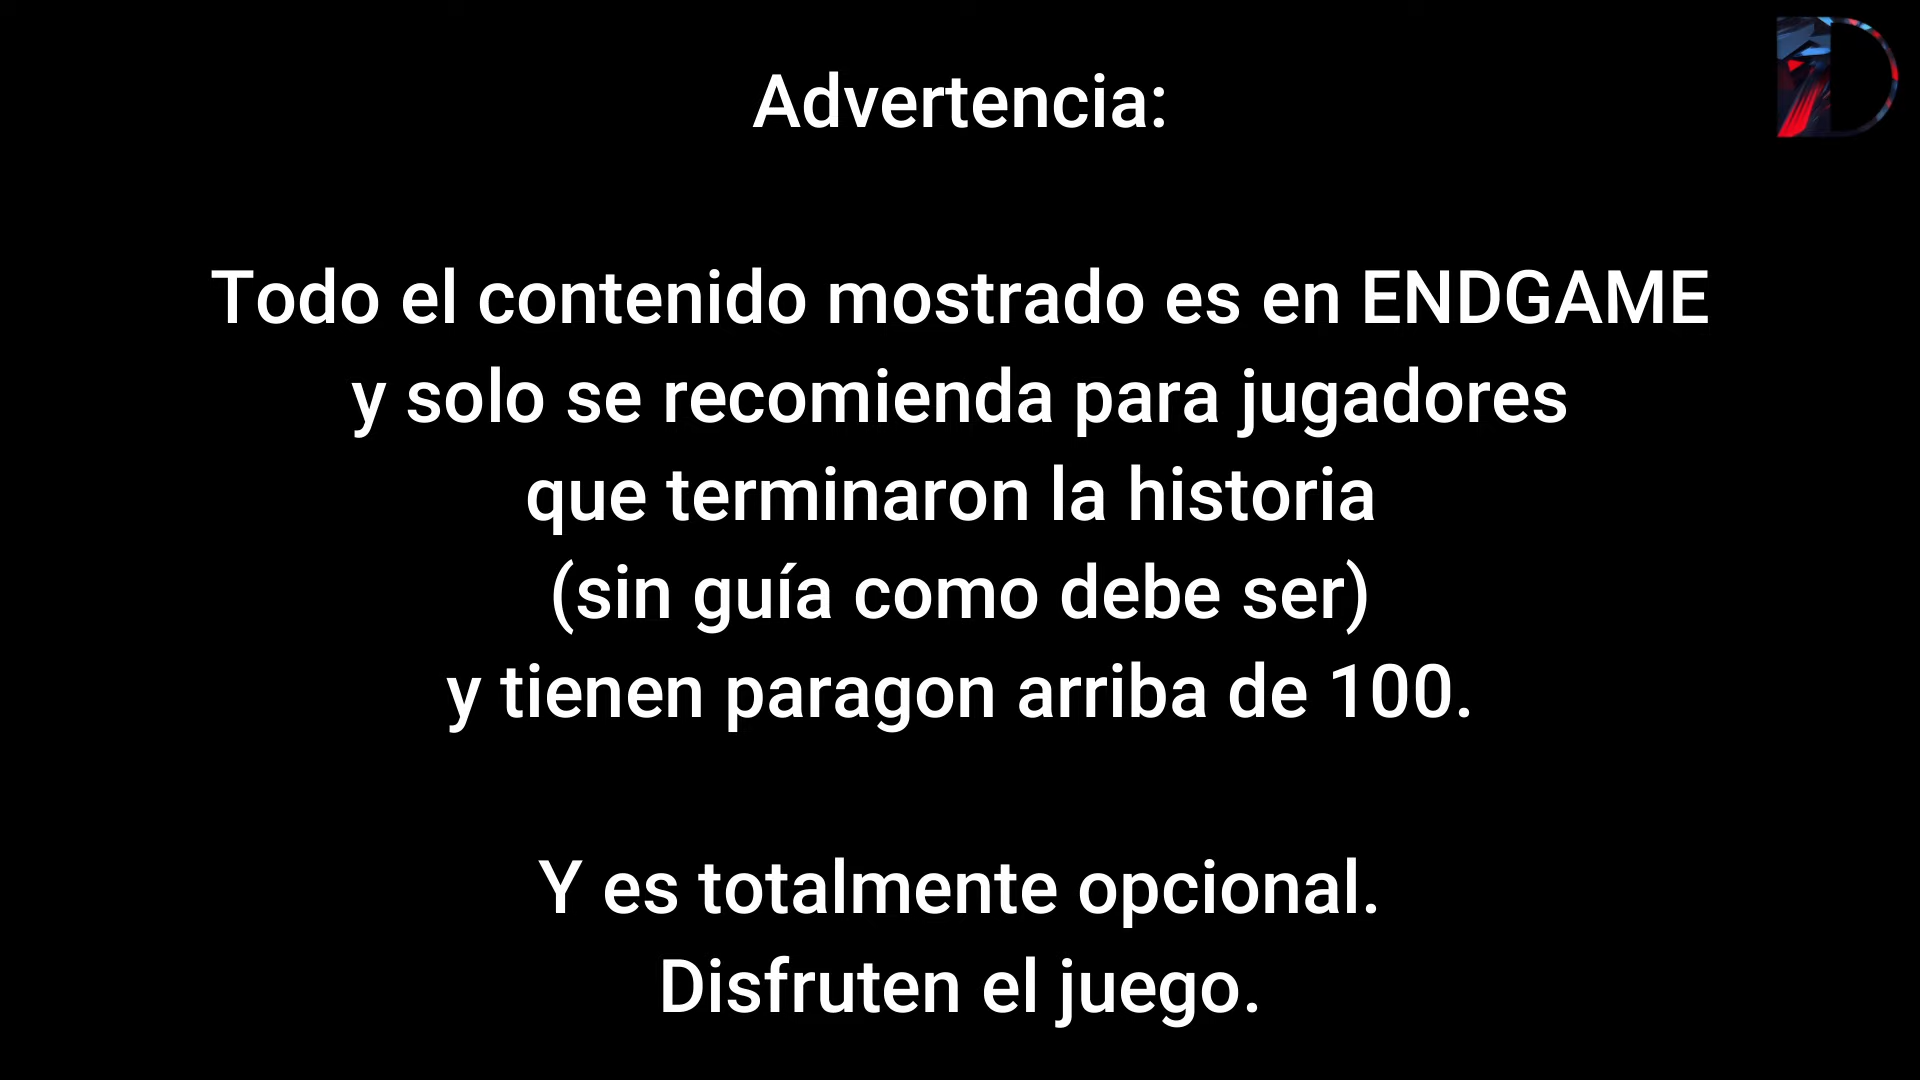 Advertencia:
Todo el contenido mostrado es en ENDGAME
y solo se recomienda para jugadores
que terminaron la historia
(sin guía como debe ser)
y tienen paragon arriba de 100.
Y es totalmente opcional.
Disfruten el juego.